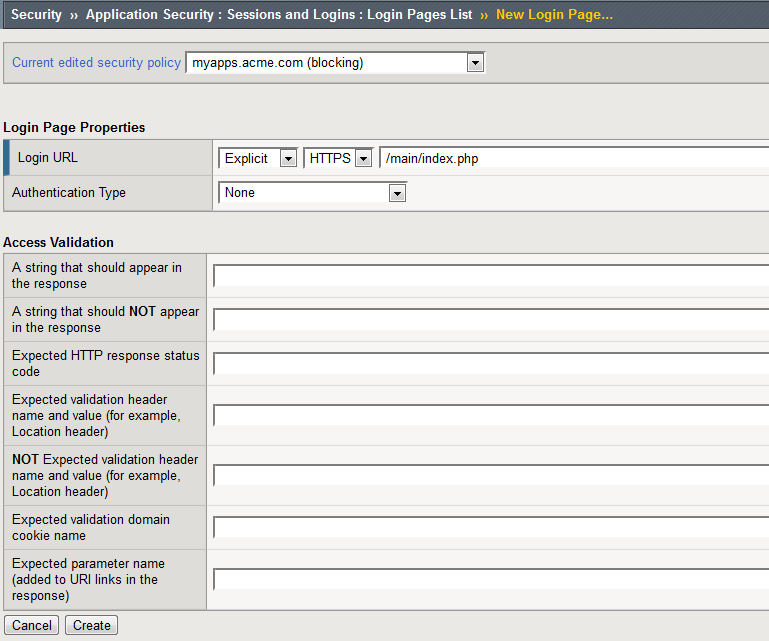 Security ›› Application Security : Sessions and Logins : Login Pages List ›› New Login Page...
Current edited security policy myapps.acme.com (blocking)
Login Page Properties
Login URL Explicit HTTPS /main/index.php
Authentication Type None
Access Validation
A string that should appear in
the response
A string that should NOT appear
in the response
Expected HTTP response status
code
Expected validation header
name and value (for example,
Location header)
NOT Expected validation header
name and value (for example,
Location header)
Expected validation domain
cookie name
Expected parameter name
(added to URI links in the
response)
Cancel Create